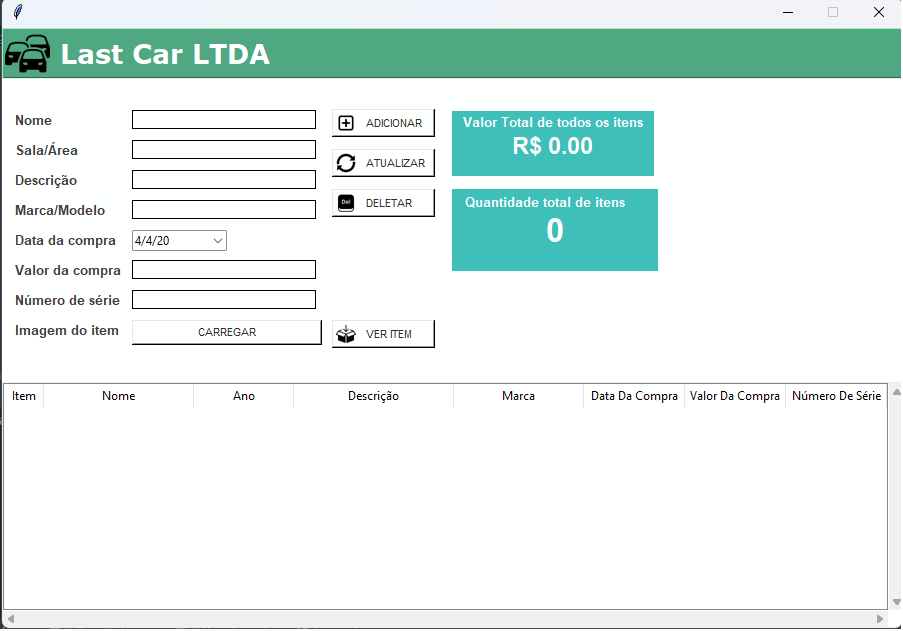 Last Car LTDA
Nome
Sala/Área
Descrição
Marca/Modelo
Data da compra
4/4/20
Valor da compra
Número de série
Imagem do item
CARREGAR
ADICIONAR
ATUALIZAR
Del
DELETAR
VER ITEM
Valor Total de todos os itens
R$ 0.00
Quantidade total de itens
0
Item Nome Ano Descrição Marca Data Da Compra Valor Da Compra Número De Série